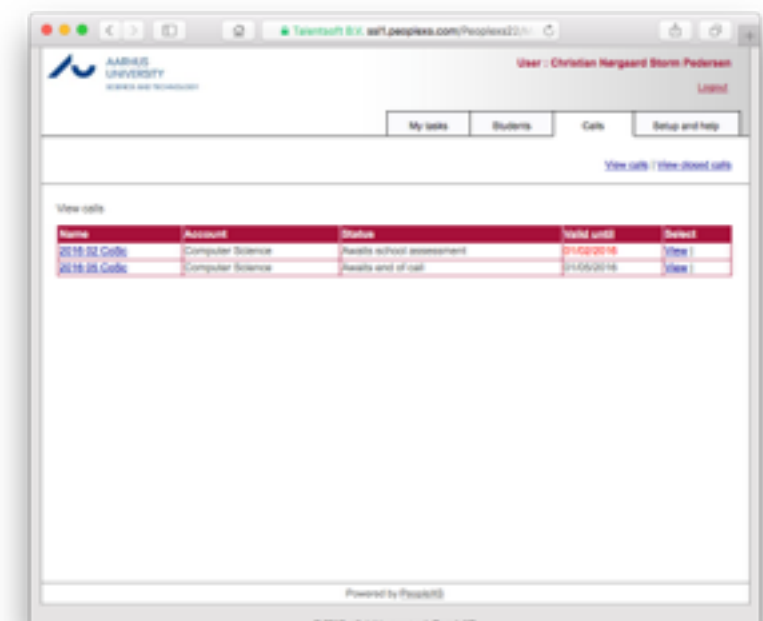 Talentsoft B.V. ssl1.peoplexs.com/Peoplexs22/
AARHUS
UNIVERSITY
SCIENCE AND TECHNOLOGY
User : Christian Nørgaard Storm Pedersen
Logout
My tasks Students Calls Setup and help
View calls | View closed calls
View calls
Name Account Status Valid until Select
2016 02 CoSc Computer Science Awaits school assessment 01/02/2016 View |
2016 05 CoSc Computer Science Awaits end of call 01/05/2016 View |
Powered by PeopleXS